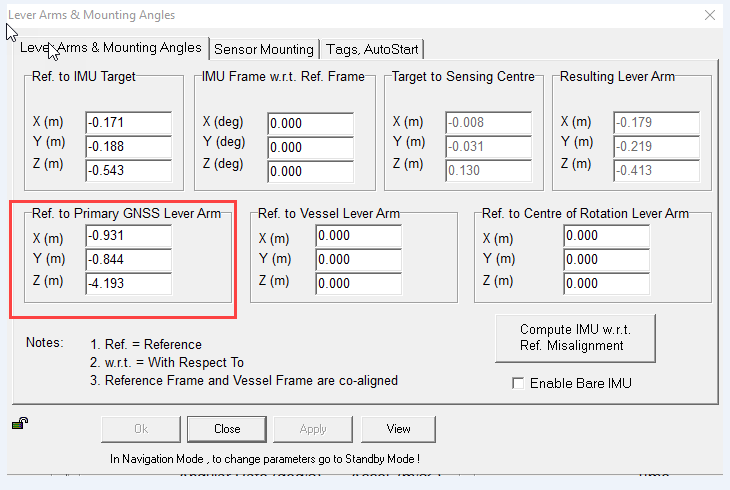 Lever Arms & Mounting Angles
Lever Arms & Mounting Angles Sensor Mounting Tags, AutoStart
Ref. to IMU Target IMU Frame w.r.t. Ref. Frame Target to Sensing Centre Resulting Lever Arm
X (m) -0.171 X (deg) 0.000 X (m) -0.008 X (m) -0.179
Y (m) -0.188 Y (deg) 0.000 Y (m) -0.031 Y (m) -0.219
Z (m) -0.543 Z (deg) 0.000 Z (m) 0.130 Z (m) -0.413
Ref. to Primary GNSS Lever Arm Ref. to Vessel Lever Arm Ref. to Centre of Rotation Lever Arm
X (m) -0.931 X (m) 0.000 X (m) 0.000
Y (m) -0.844 Y (m) 0.000 Y (m) 0.000
Z (m) -4.193 Z (m) 0.000 Z (m) 0.000
Notes: 1. Ref. = Reference
2. w.r.t. = With Respect To
3. Reference Frame and Vessel Frame are co-aligned
Compute IMU w.r.t.
Ref. Misalignment
Enable Bare IMU
Ok Close Apply View
In Navigation Mode , to change parameters go to Standby Mode !